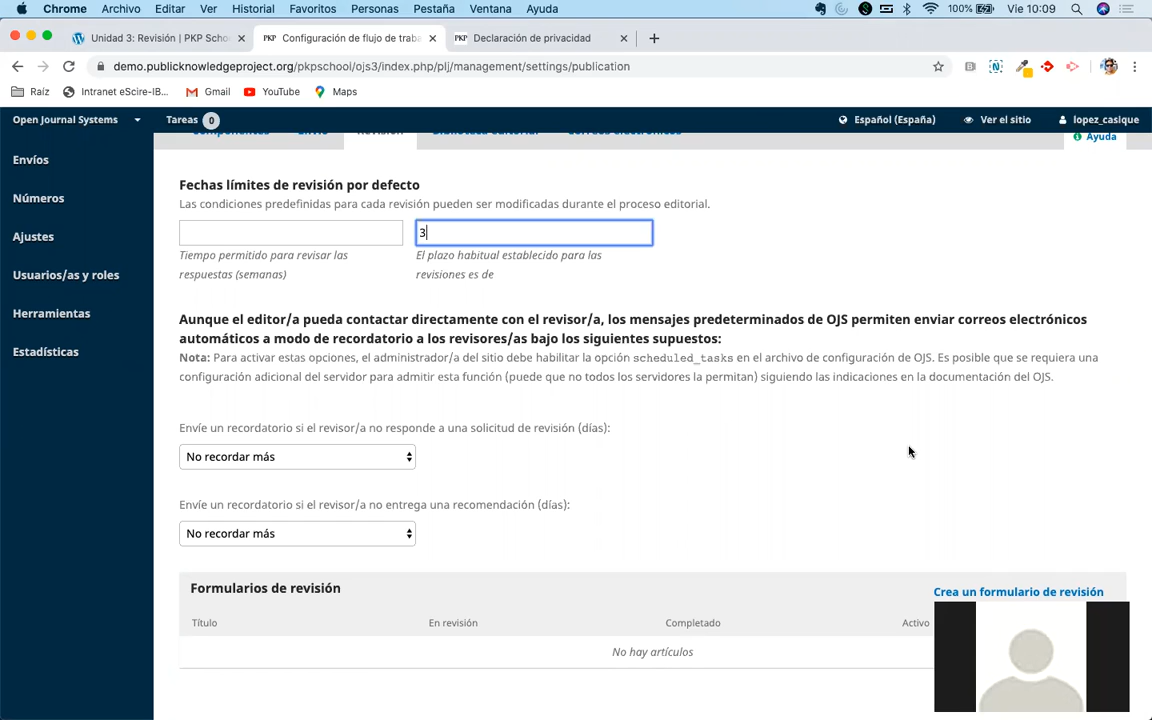 Chrome Archivo Editar Ver Historial Favoritos Personas Pestaña Ventana Ayuda 100% Vie 10:09
Unidad 3: Revisión | PKP Scho Configuración de flujo de traba Declaración de privacidad
demo.publicknowledgeproject.org/pkpschool/ojs3/index.php/plj/management/settings/publication
Raíz Intranet eScire-IB... Gmail YouTube Maps
Open Journal Systems Tareas 0 Español (España) Ver el sitio lopez_casique
Componentes Envío Revisión Biblioteca editorial Correos electrónicos
Ayuda
Envíos
Números
Ajustes
Usuarios/as y roles
Herramientas
Estadísticas
Fechas límites de revisión por defecto
Las condiciones predefinidas para cada revisión pueden ser modificadas durante el proceso editorial.
3
Tiempo permitido para revisar las
respuestas (semanas)
El plazo habitual establecido para las
revisiones es de
Aunque el editor/a pueda contactar directamente con el revisor/a, los mensajes predeterminados de OJS permiten enviar correos electrónicos
automáticos a modo de recordatorio a los revisores/as bajo los siguientes supuestos:
Nota: Para activar estas opciones, el administrador/a del sitio debe habilitar la opción scheduled_tasks en el archivo de configuración de OJS. Es posible que se requiera una
configuración adicional del servidor para admitir esta función (puede que no todos los servidores la permitan) siguiendo las indicaciones en la documentación del OJS.
Envíe un recordatorio si el revisor/a no responde a una solicitud de revisión (días):
No recordar más
Envíe un recordatorio si el revisor/a no entrega una recomendación (días):
No recordar más
Formularios de revisión
Crea un formulario de revisión
Título En revisión Completado Activo
No hay artículos